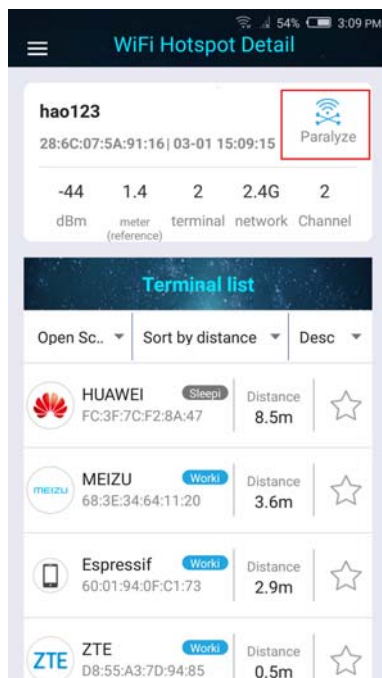 54% 3:09 PM
WiFi Hotspot Detail
hao123
28:6C:07:5A:91:16| 03-01 15:09:15
Paralyze
-44 1.4 2 2.4G 2
dBm meter terminal network Channel
(reference)
Terminal list
Open Sc.. Sort by distance Desc
HUAWEI Sleepi Distance
FC:3F:7C:F2:8A:47 8.5m
MEIZU
MEIZU Worki Distance
68:3E:34:64:11:20 3.6m
Espressif Worki Distance
60:01:94:0F:C1:73 2.9m
ZTE
ZTE Worki Distance
D8:55:A3:7D:94:85 0.5m